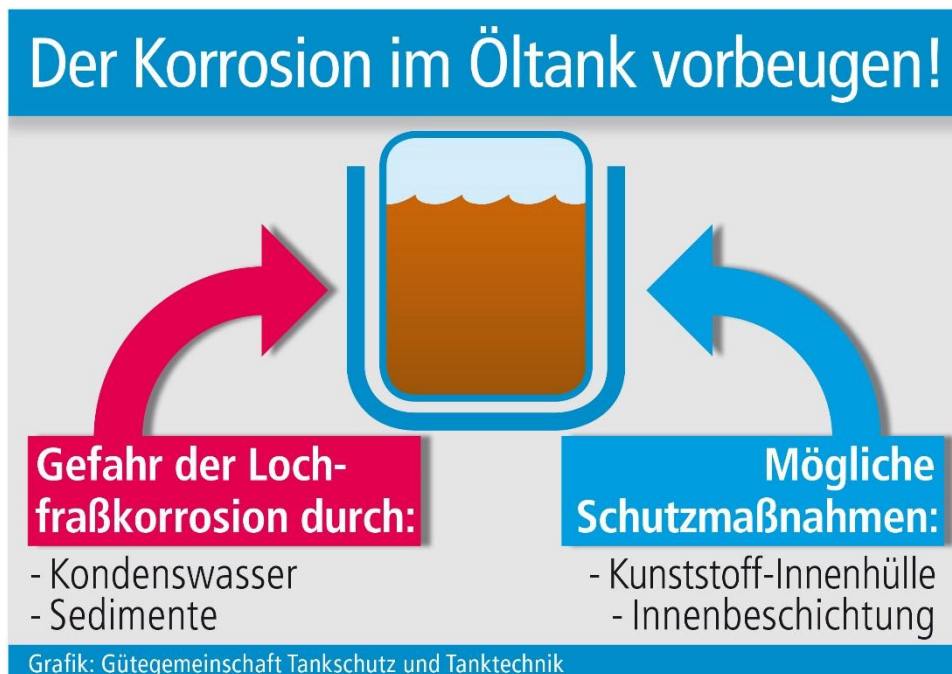 Der Korrosion im Öltank vorbeugen!
Gefahr der Loch-
fraßkorrosion durch:
- Kondenswasser
- Sedimente
Mögliche
Schutzmaßnahmen:
- Kunststoff-Innenhülle
- Innenbeschichtung
Grafik: Gütegemeinschaft Tankschutz und Tanktechnik